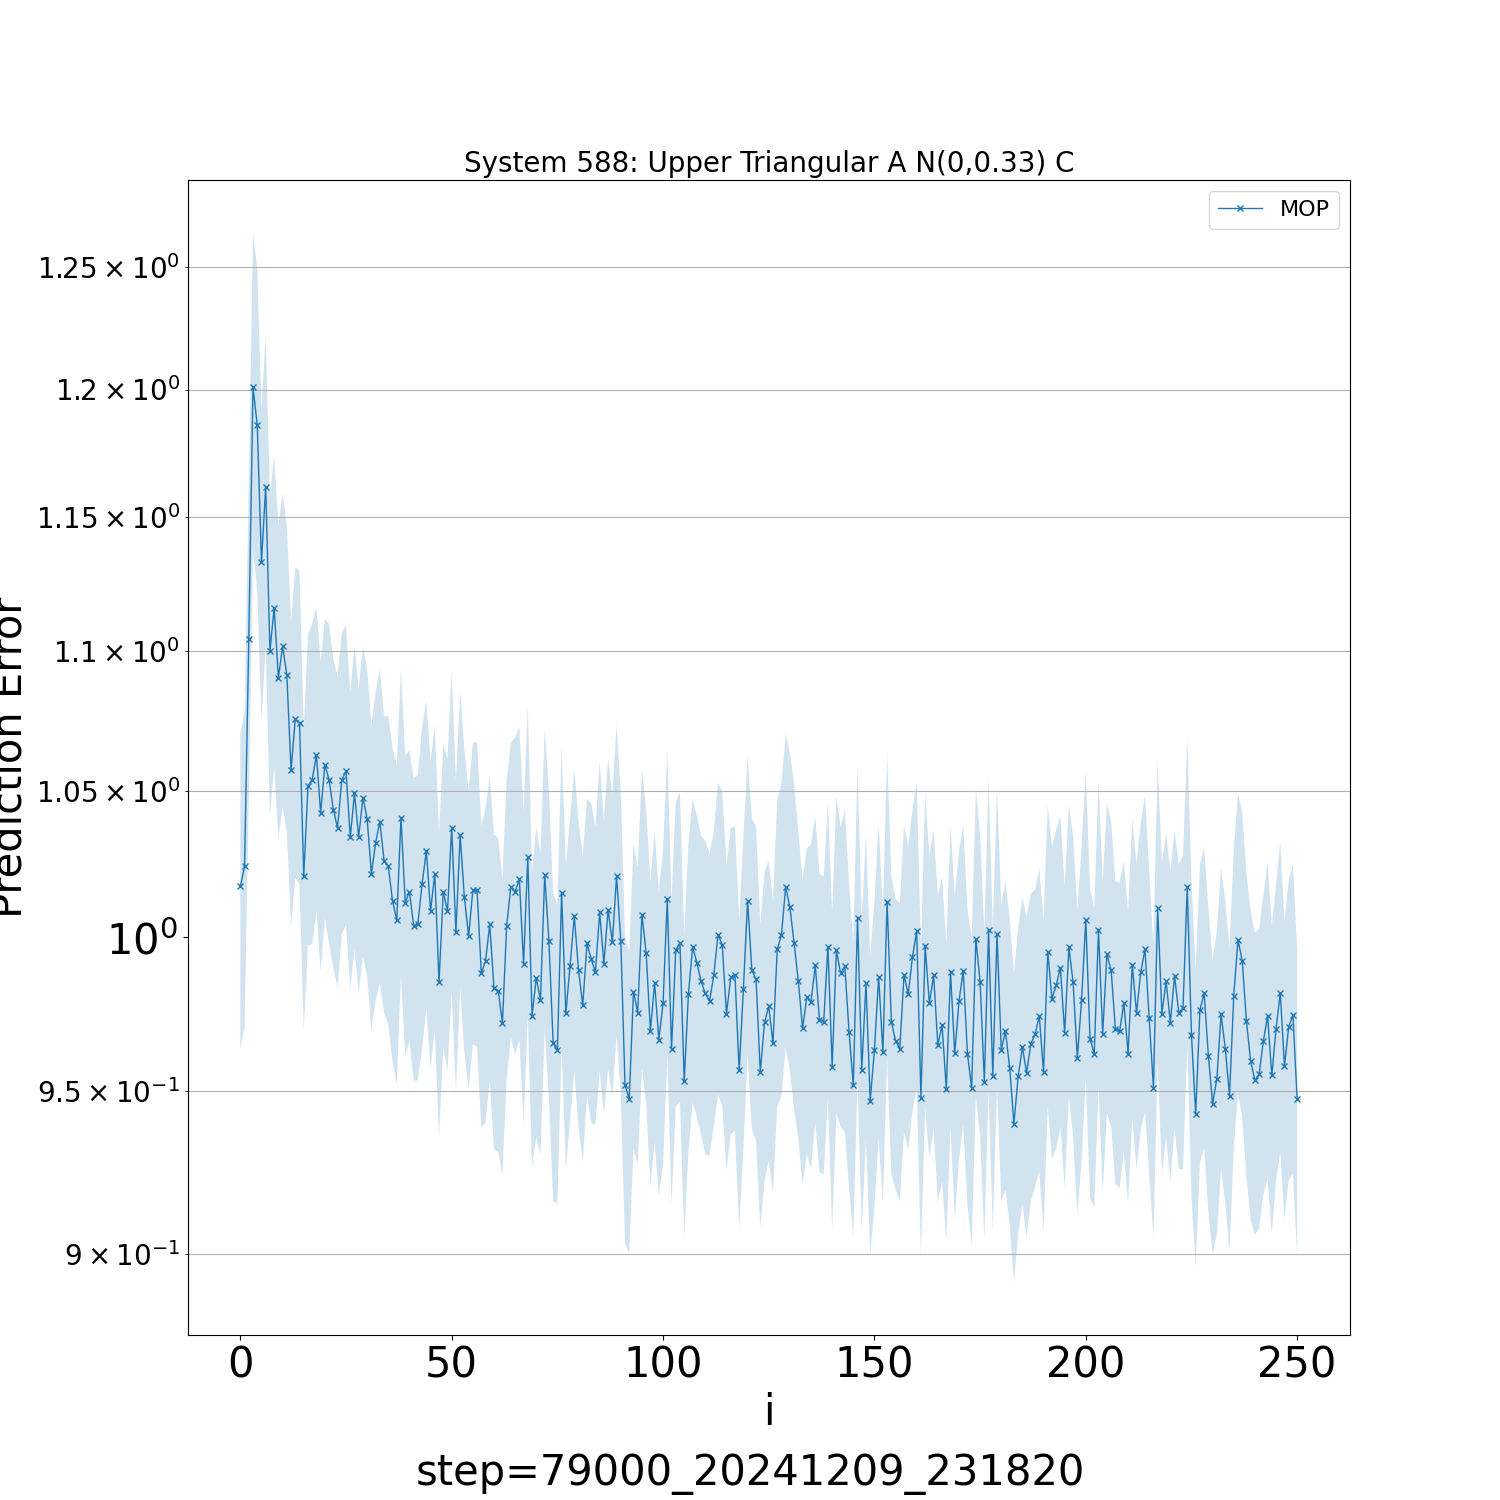 System 588: Upper Triangular A N(0,0.33) C
MOP
1.25 × 10⁰
1.2 × 10⁰
1.15 × 10⁰
1.1 × 10⁰
1.05 × 10⁰
10⁰
9.5 × 10⁻¹
9 × 10⁻¹
Prediction Error
0 50 100 150 200 250
i
step=79000_20241209_231820